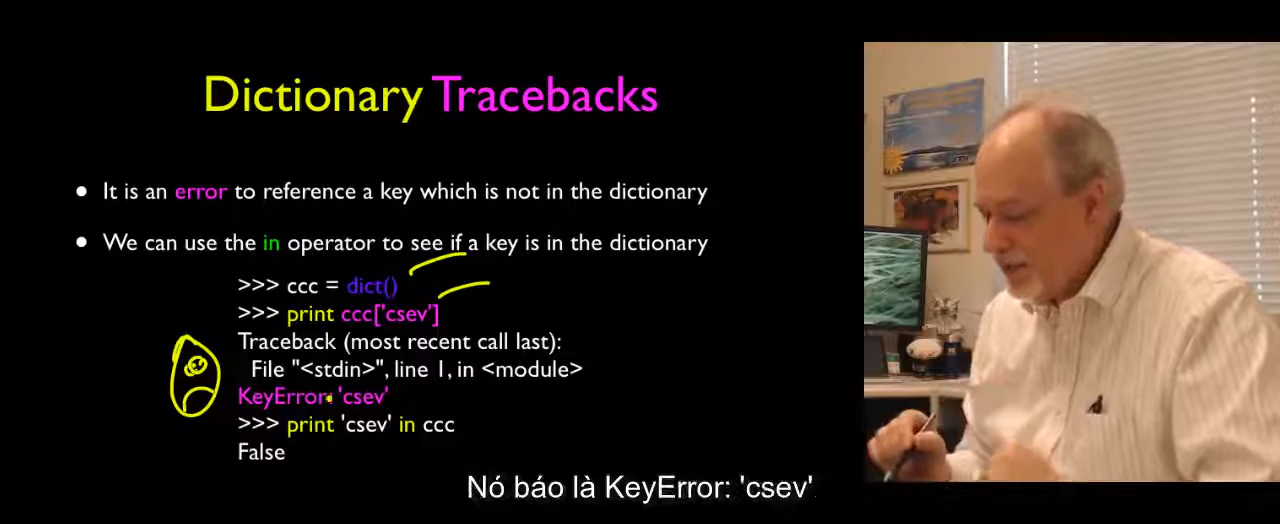 Dictionary Tracebacks
• It is an error to reference a key which is not in the dictionary
• We can use the in operator to see if a key is in the dictionary
>>> ccc = dict()
>>> print ccc['csev']
Traceback (most recent call last):
File "<stdin>", line 1, in <module>
KeyError: 'csev'
>>> print 'csev' in ccc
False
Nó báo là KeyError: 'csev'